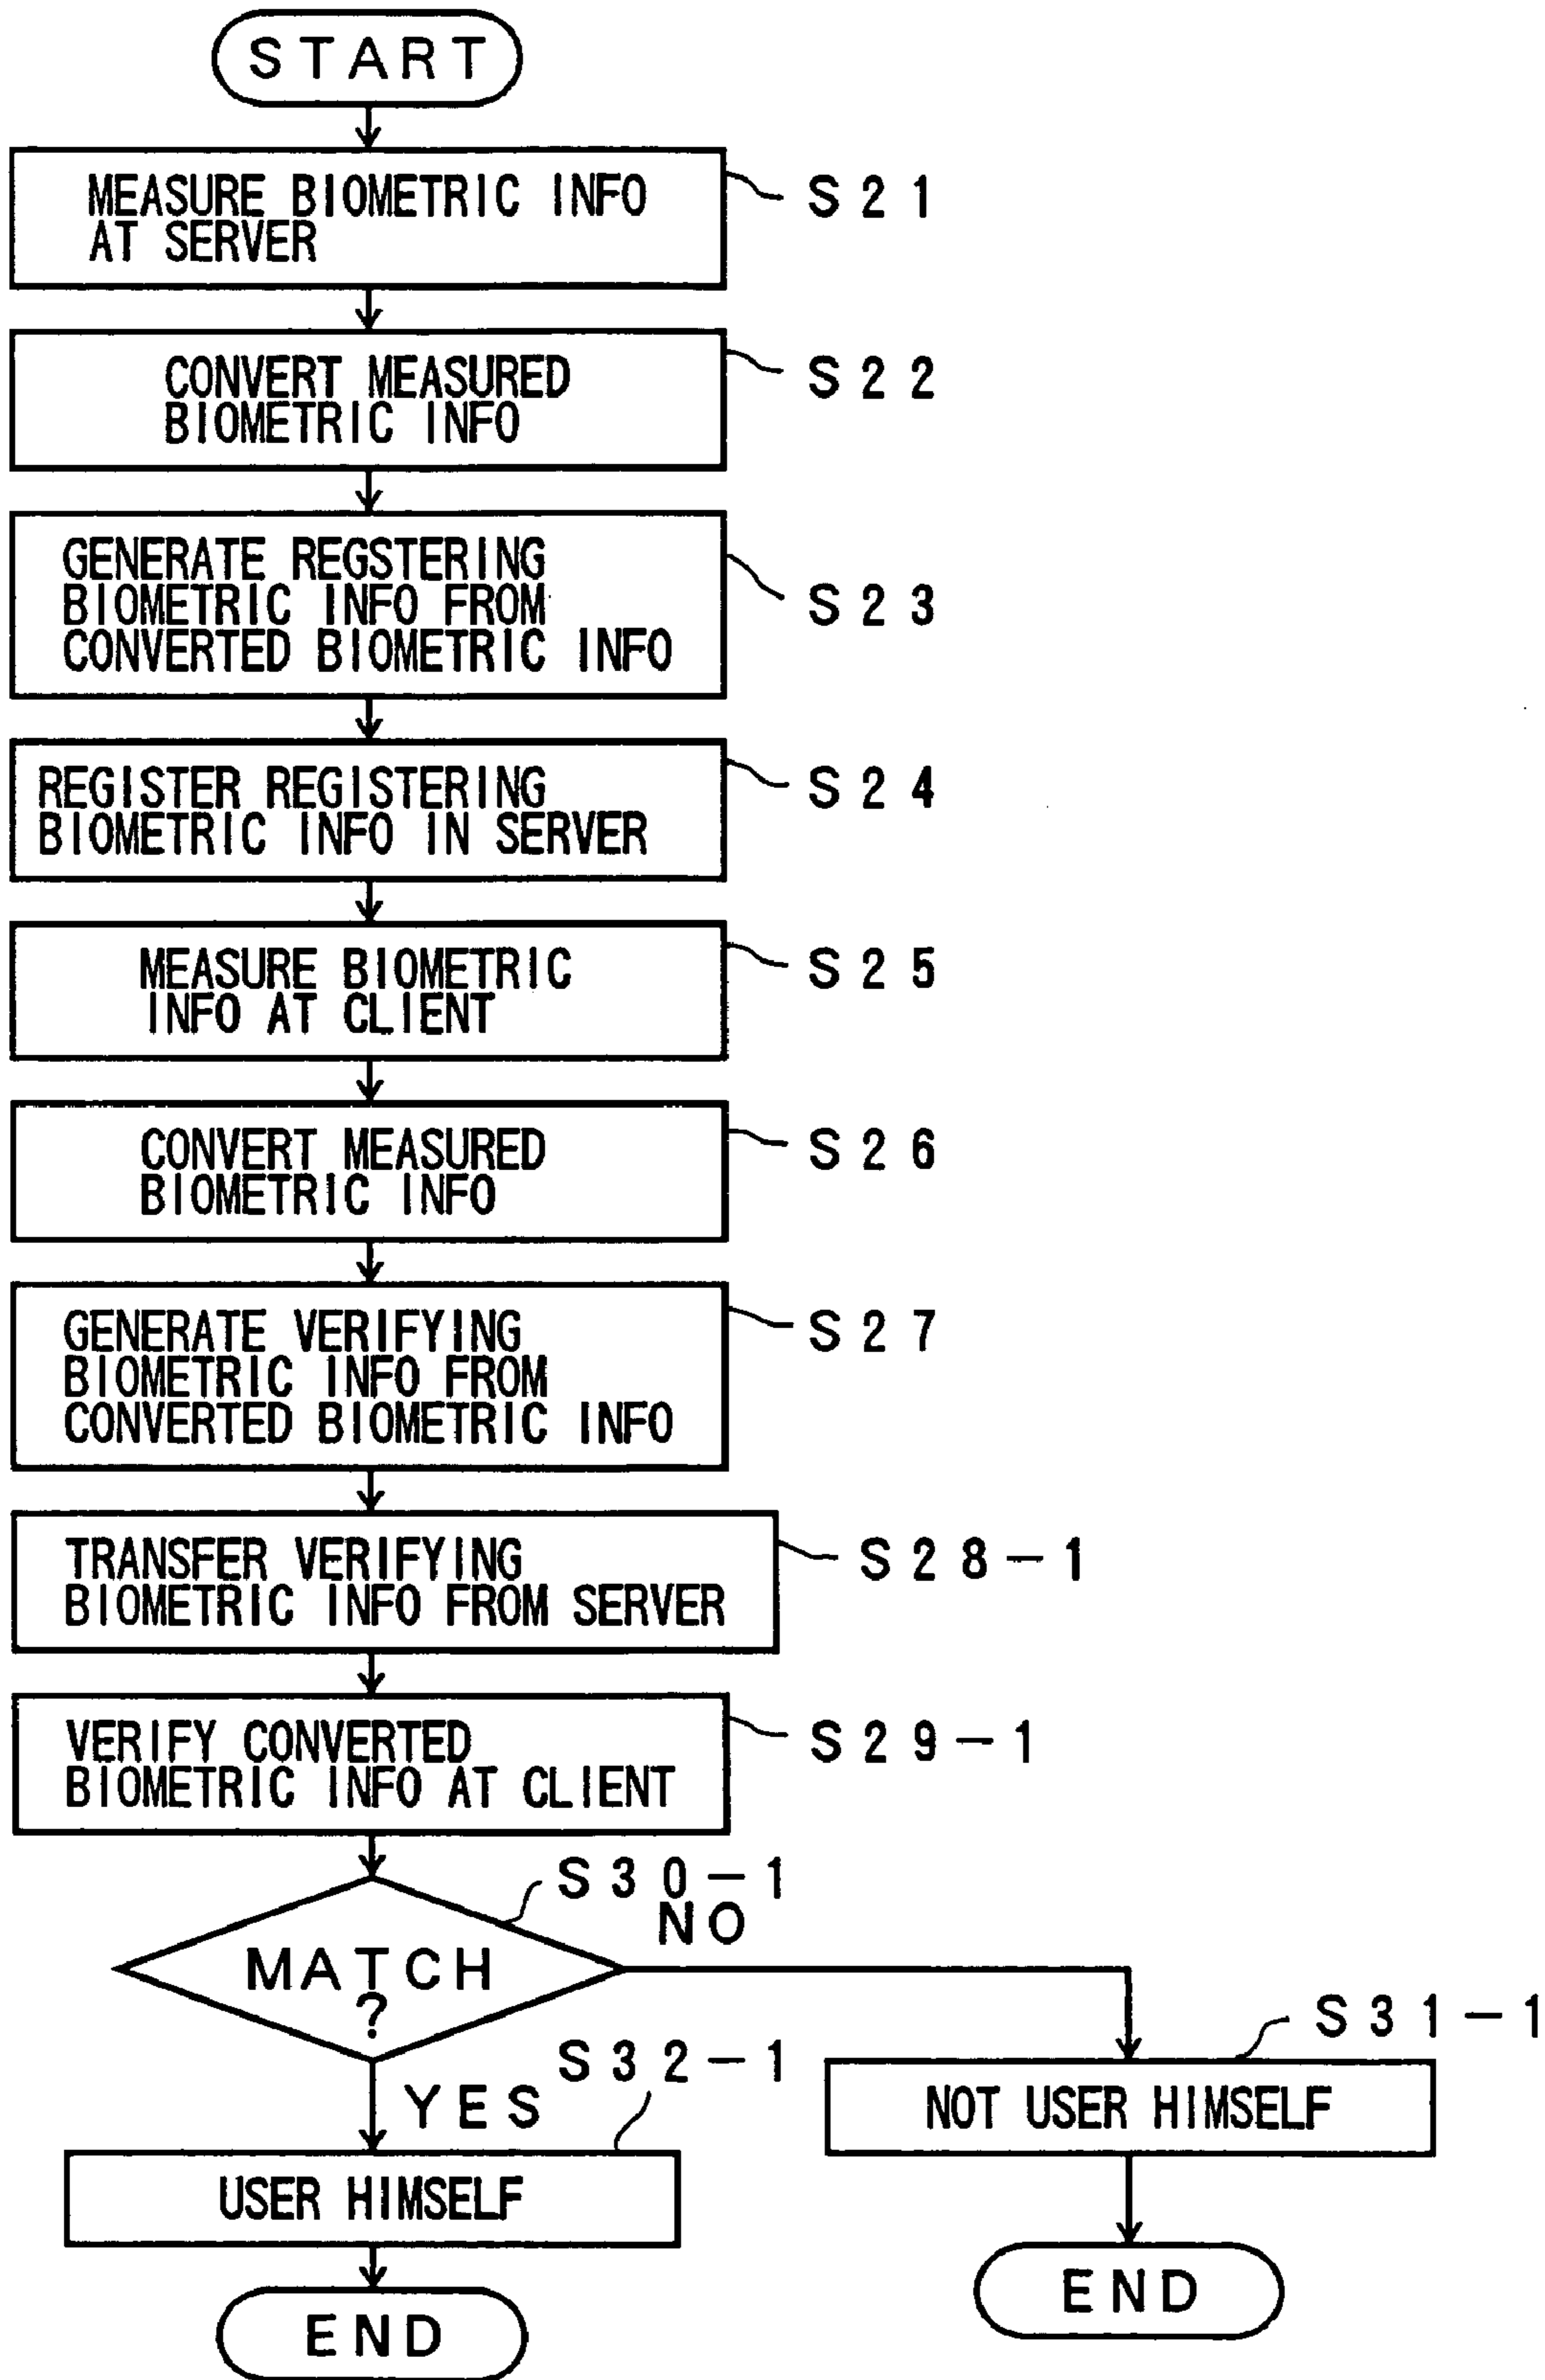 START
MEASURE BIOMETRIC INFO
AT SERVER
S21
CONVERT MEASURED
BIOMETRIC INFO
S22
GENERATE REGSTERING
BIOMETRIC INFO FROM
CONVERTED BIOMETRIC INFO
S23
REGISTER REGISTERING
BIOMETRIC INFO IN SERVER
S24
MEASURE BIOMETRIC
INFO AT CLIENT
S25
CONVERT MEASURED
BIOMETRIC INFO
S26
GENERATE VERIFYING
BIOMETRIC INFO FROM
CONVERTED BIOMETRIC INFO
S27
TRANSFER VERIFYING
BIOMETRIC INFO FROM SERVER
S28-1
VERIFY CONVERTED
BIOMETRIC INFO AT CLIENT
S29-1
S30-1
NO
MATCH
?
S31-1
S32-1
YES
NOT USER HIMSELF
USER HIMSELF
END
END